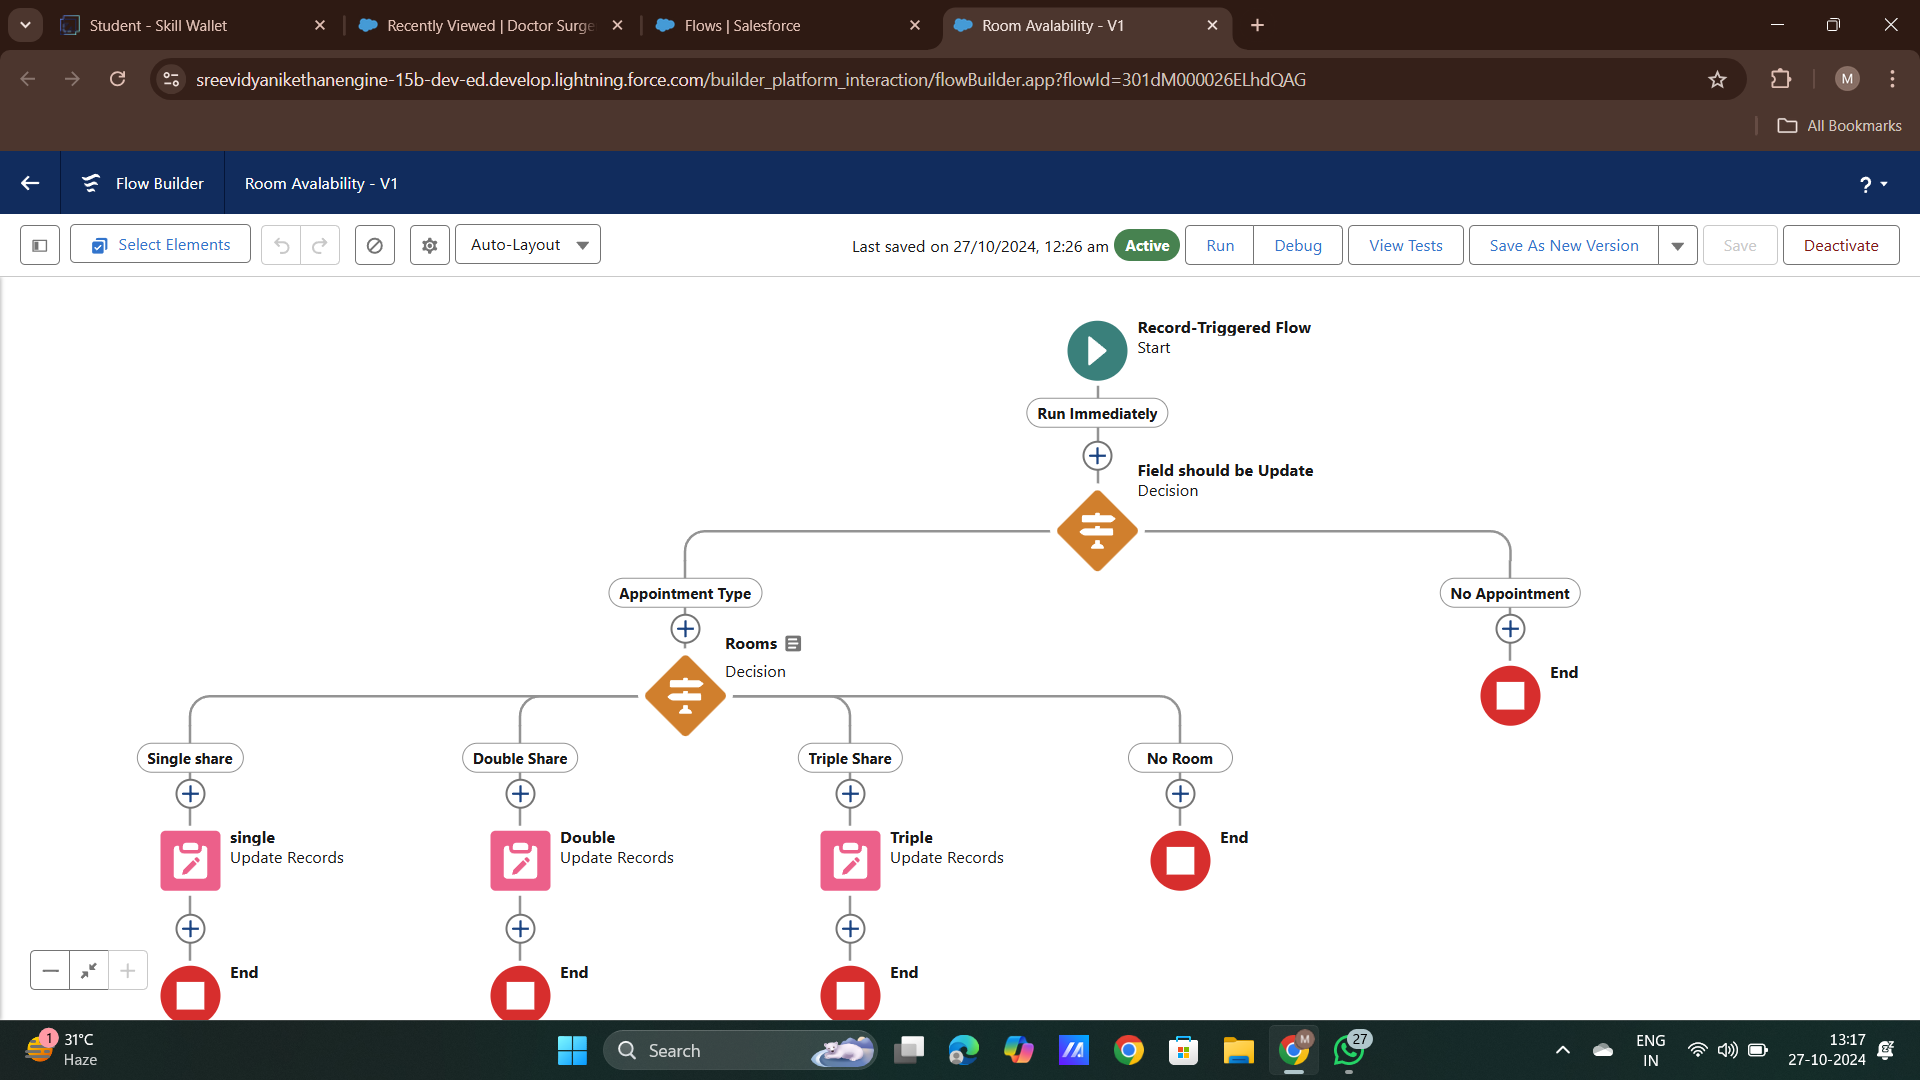 Student - Skill Wallet
Recently Viewed | Doctor Surge
Flows | Salesforce
Room Avalability - V1
sreevidyanikethanengine-15b-dev-ed.develop.lightning.force.com/builder_platform_interaction/flowBuilder.app?flowId=301dM000026ELhdQAG
M
All Bookmarks
Flow Builder
Room Avalability - V1
?
Select Elements
Auto-Layout
Last saved on 27/10/2024, 12:26 am
Active
Run
Debug
View Tests
Save As New Version
Save
Deactivate
Record-Triggered Flow
Start
Run Immediately
Field should be Update
Decision
Appointment Type
No Appointment
Rooms
Decision
End
Single share
Double Share
Triple Share
No Room
single
Update Records
Double
Update Records
Triple
Update Records
End
End
End
End
1
31°C
Haze
Search
M
27
ENG
IN
13:17
27-10-2024